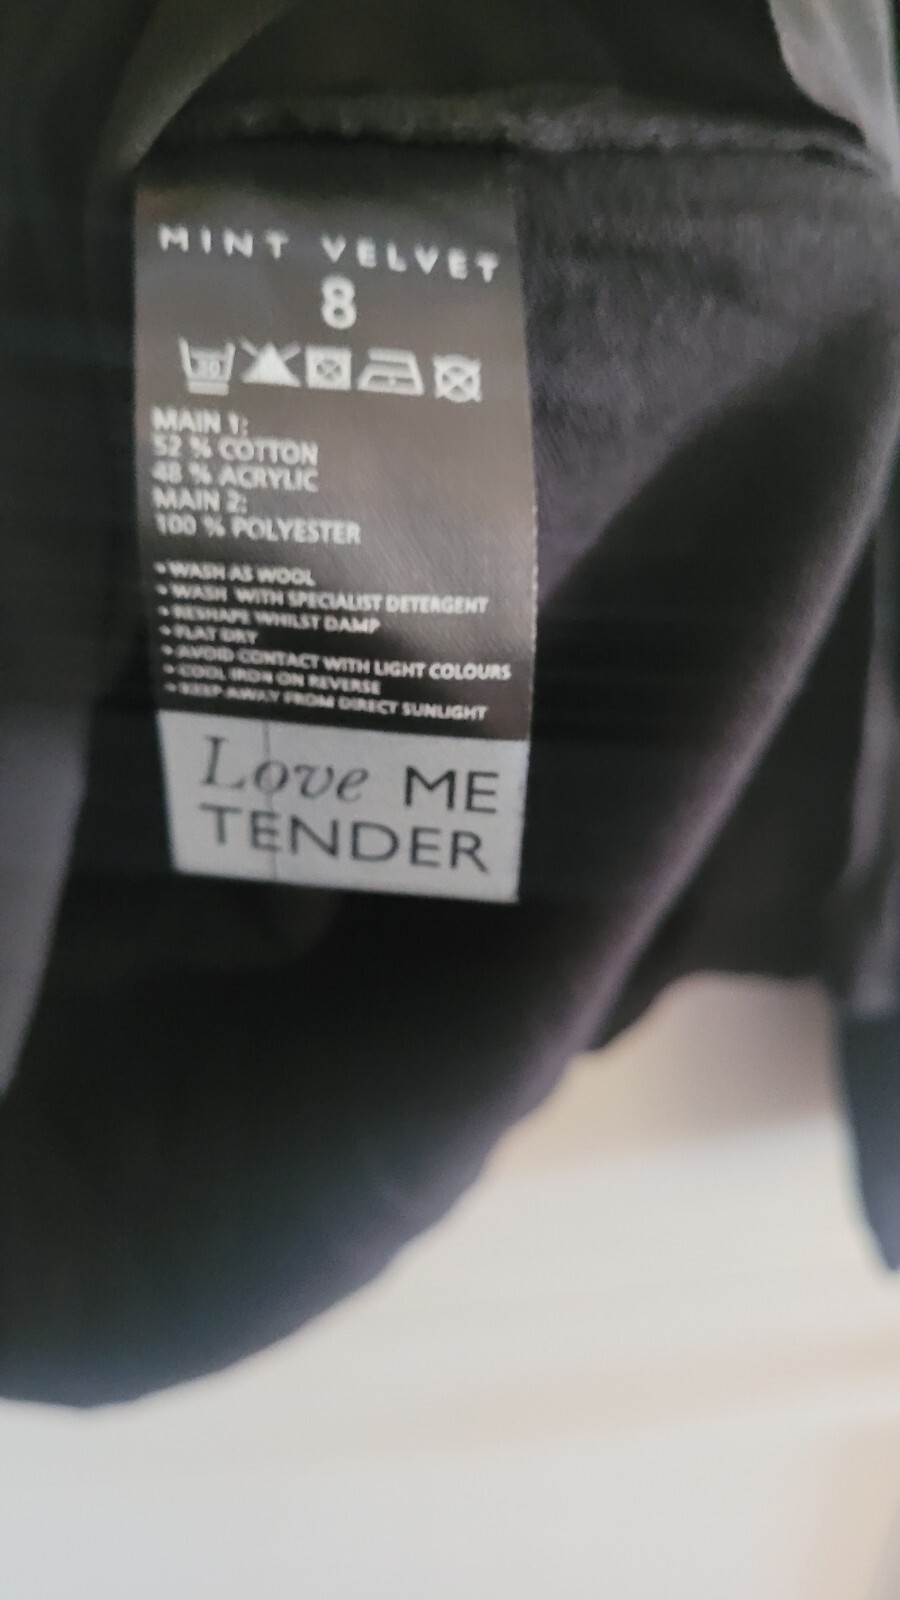 MINT VELVET
8
30
MAIN 1:
52 % COTTON
48 % ACRYLIC
MAIN 2:
100 % POLYESTER
• WASH AS WOOL
• WASH WITH SPECIALIST DETERGENT
• RESHAPE WHILST DAMP
• FLAT DRY
• AVOID CONTACT WITH LIGHT COLOURS
• COOL IRON ON REVERSE
• KEEP AWAY FROM DIRECT SUNLIGHT
Love ME
TENDER